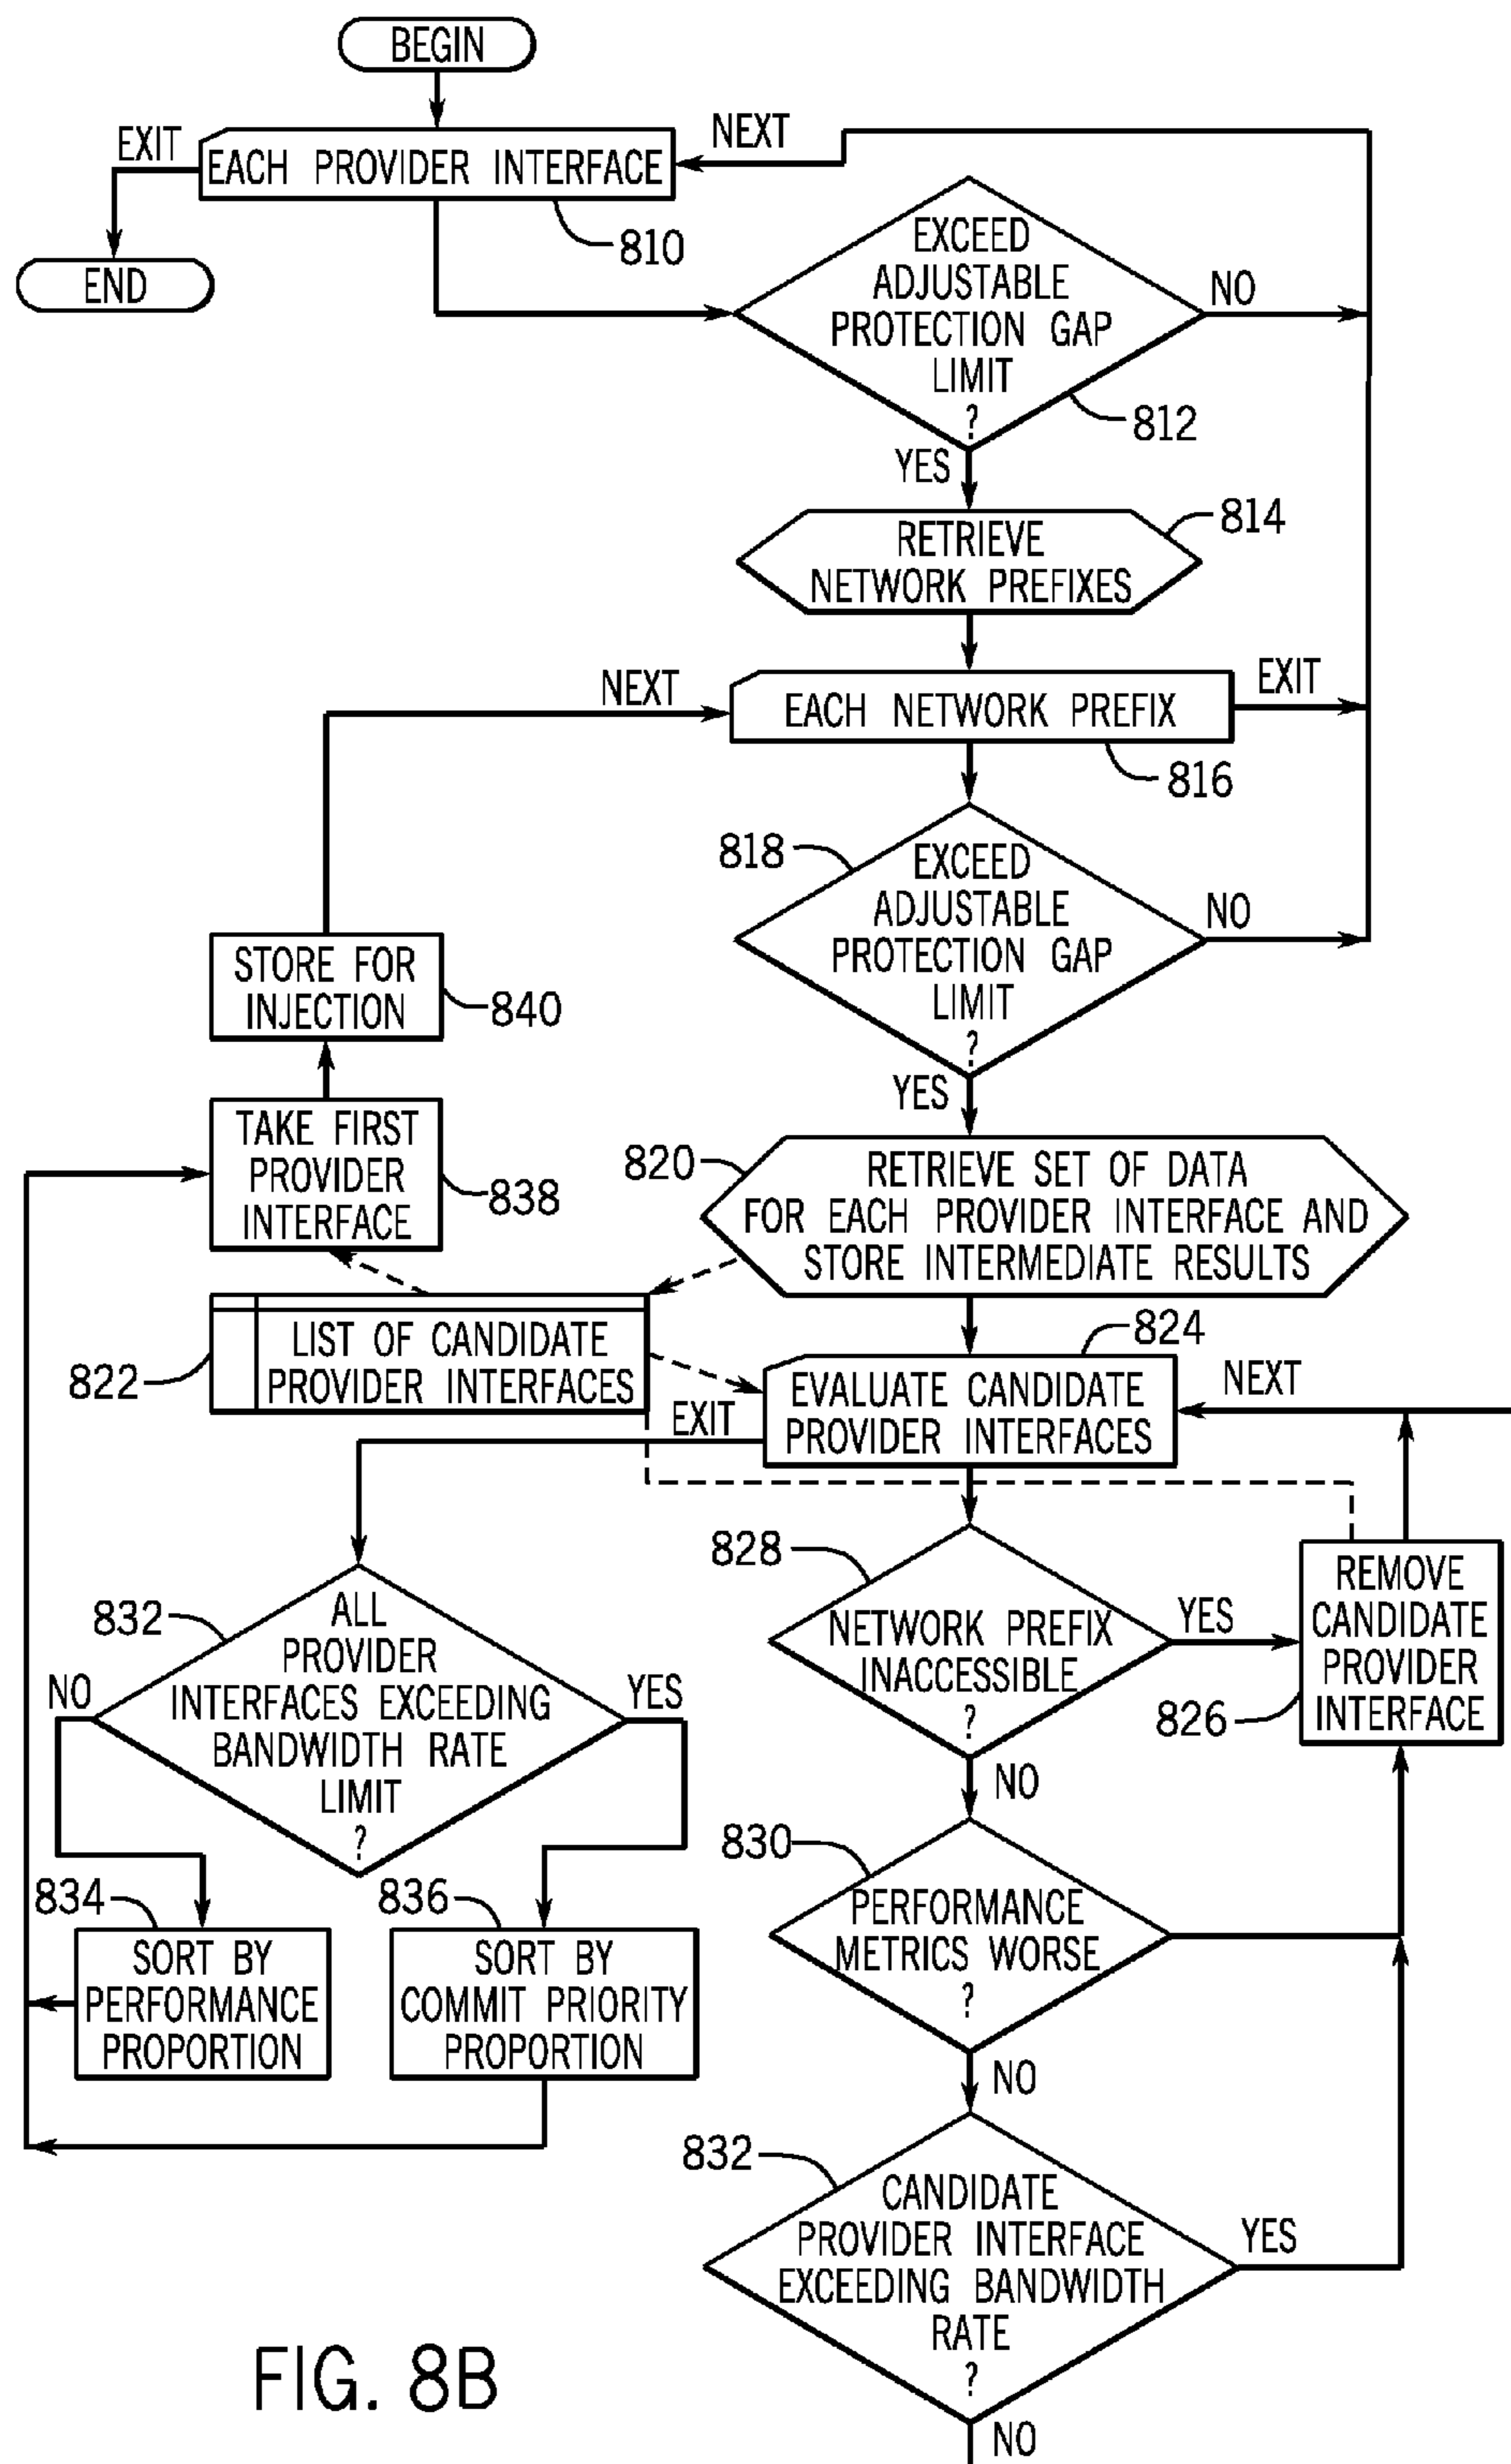 BEGIN
EXIT
EACH PROVIDER INTERFACE
NEXT
810
END
EXCEED
ADJUSTABLE
PROTECTION GAP
LIMIT
?
NO
812
YES
RETRIEVE
NETWORK PREFIXES
814
NEXT
EACH NETWORK PREFIX
EXIT
816
818
EXCEED
ADJUSTABLE
PROTECTION GAP
LIMIT
?
NO
YES
STORE FOR
INJECTION
840
TAKE FIRST
PROVIDER
INTERFACE
838
820
RETRIEVE SET OF DATA
FOR EACH PROVIDER INTERFACE AND
STORE INTERMEDIATE RESULTS
822
LIST OF CANDIDATE
PROVIDER INTERFACES
824
EVALUATE CANDIDATE
PROVIDER INTERFACES
NEXT
EXIT
828
NETWORK PREFIX
INACCESSIBLE
?
YES
NO
REMOVE
CANDIDATE
PROVIDER
INTERFACE
826
832
ALL
PROVIDER
INTERFACES EXCEEDING
BANDWIDTH RATE
LIMIT
?
NO
YES
830
PERFORMANCE
METRICS WORSE
?
NO
834
SORT BY
PERFORMANCE
PROPORTION
836
SORT BY
COMMIT PRIORITY
PROPORTION
832
CANDIDATE
PROVIDER INTERFACE
EXCEEDING BANDWIDTH
RATE
?
YES
NO
FIG. 8B